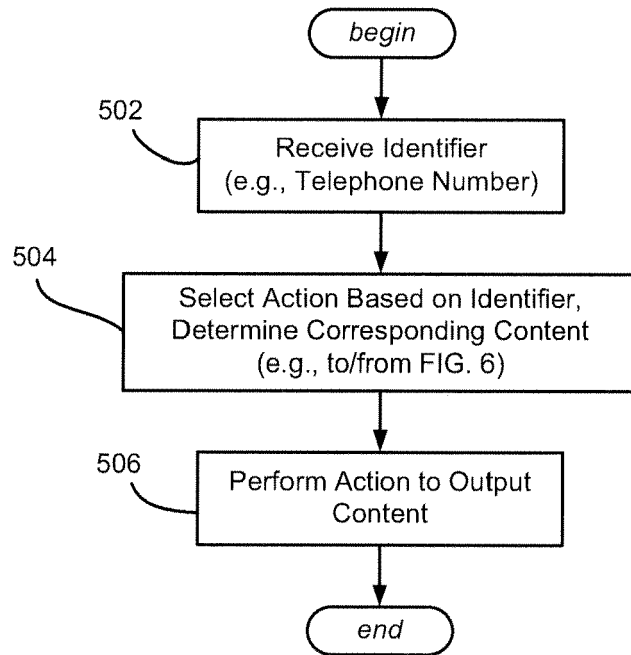 begin
502
Receive Identifier
(e.g., Telephone Number)
504
Select Action Based on Identifier,
Determine Corresponding Content
(e.g., to/from FIG. 6)
506
Perform Action to Output
Content
end